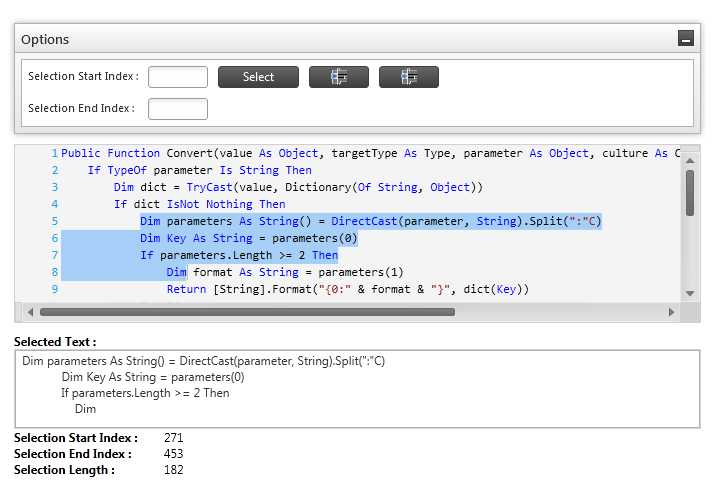 Options
Selection Start Index :
Select
Selection End Index :
1 Public Function Convert(value As Object, targetType As Type, parameter As Object, culture As C
2 If TypeOf parameter Is String Then
3 Dim dict = TryCast(value, Dictionary(Of String, Object))
4 If dict IsNot Nothing Then
5 Dim parameters As String() = DirectCast(parameter, String).Split(":"C)
6 Dim Key As String = parameters(0)
7 If parameters.Length >= 2 Then
8 Dim format As String = parameters(1)
9 Return [String].Format("{0:" & format & "}", dict(Key))
Selected Text :
Dim parameters As String() = DirectCast(parameter, String).Split(":"C)
Dim Key As String = parameters(0)
If parameters.Length >= 2 Then
Dim
Selection Start Index : 271
Selection End Index : 453
Selection Length : 182